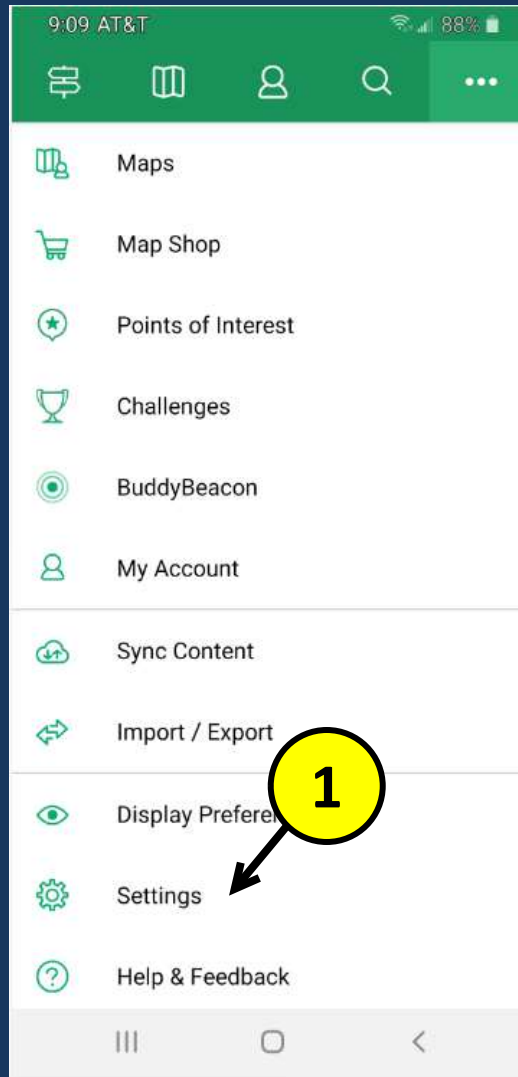 9:09 AT&T 88%
Maps
Map Shop
Points of Interest
Challenges
BuddyBeacon
My Account
Sync Content
Import / Export
1
Display Prefere
Settings
Help & Feedback